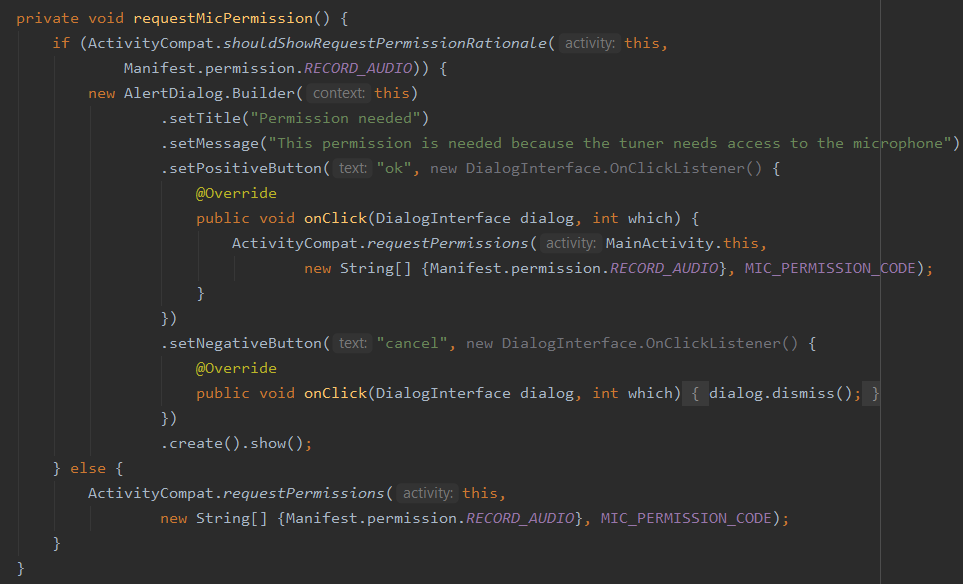 private void requestMicPermission() {
if (ActivityCompat.shouldShowRequestPermissionRationale( activity: this,
Manifest.permission.RECORD_AUDIO)) {
new AlertDialog.Builder( context: this)
.setTitle("Permission needed")
.setMessage("This permission is needed because the tuner needs access to the microphone")
.setPositiveButton( text: "ok", new DialogInterface.OnClickListener() {
@Override
public void onClick(DialogInterface dialog, int which) {
ActivityCompat.requestPermissions( activity: MainActivity.this,
new String[] {Manifest.permission.RECORD_AUDIO}, MIC_PERMISSION_CODE);
}
})
.setNegativeButton( text: "cancel", new DialogInterface.OnClickListener() {
@Override
public void onClick(DialogInterface dialog, int which) { dialog.dismiss(); }
})
.create().show();
} else {
ActivityCompat.requestPermissions( activity: this,
new String[] {Manifest.permission.RECORD_AUDIO}, MIC_PERMISSION_CODE);
}
}